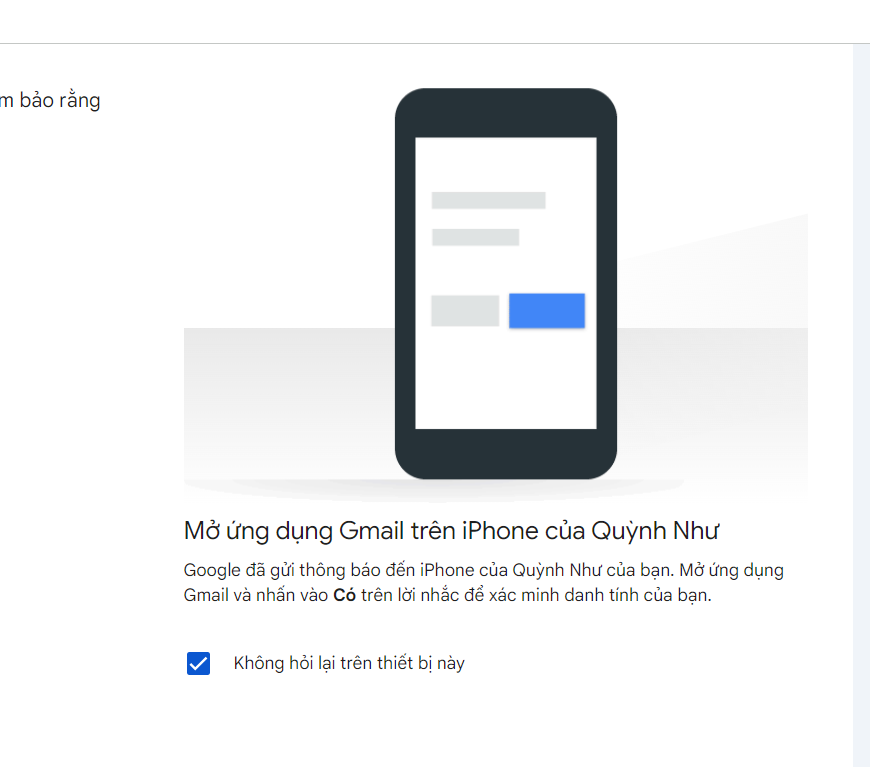 m bảo rằng
Mở ứng dụng Gmail trên iPhone của Quỳnh Như
Google đã gửi thông báo đến iPhone của Quỳnh Như của bạn. Mở ứng dụng
Gmail và nhấn vào Có trên lời nhắc để xác minh danh tính của bạn.
Không hỏi lại trên thiết bị này